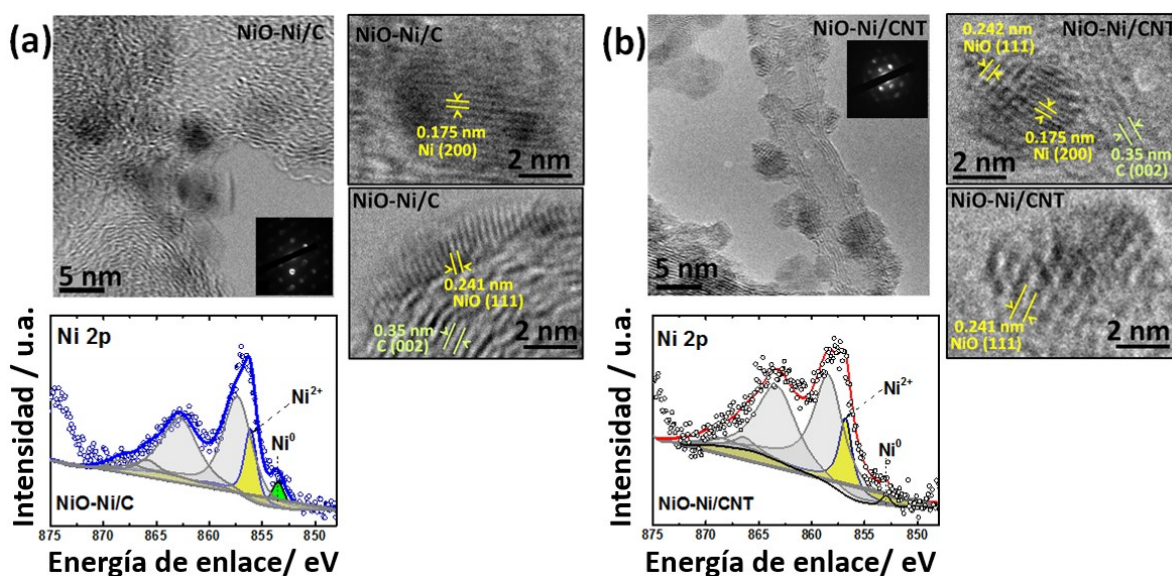 (a)
NiO-Ni/C
5 nm
NiO-Ni/C
0.175 nm
Ni (200)
2 nm
NiO-Ni/C
0.241 nm
NiO (111)
0.35 nm
C (002)
2 nm
Ni 2p
Ni²⁺
Ni⁰
NiO-Ni/C
Intensidad / u.a.
875 870 865 860 855 850
Energía de enlace/ eV
(b)
NiO-Ni/CNT
5 nm
NiO-Ni/CNT
0.242 nm
NiO (111)
0.175 nm
Ni (200)
0.35 nm
C (002)
2 nm
NiO-Ni/CNT
0.241 nm
NiO (111)
2 nm
Ni 2p
Ni²⁺
Ni⁰
NiO-Ni/CNT
Intensidad / u.a.
875 870 865 860 855 850
Energía de enlace/ eV